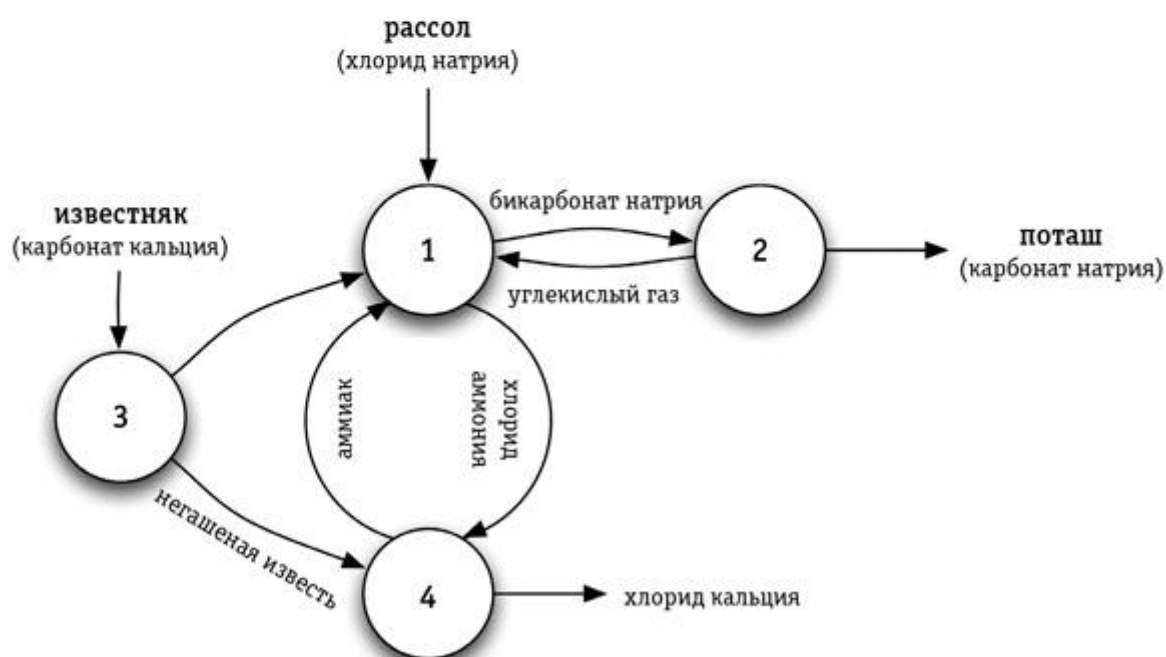 рассол
(хлорид натрия)
известняк
(карбонат кальция)
1
бикарбонат натрия
2
поташ
(карбонат натрия)
углекислый газ
3
аммиак
хлорид
аммония
негашеная известь
4
хлорид кальция